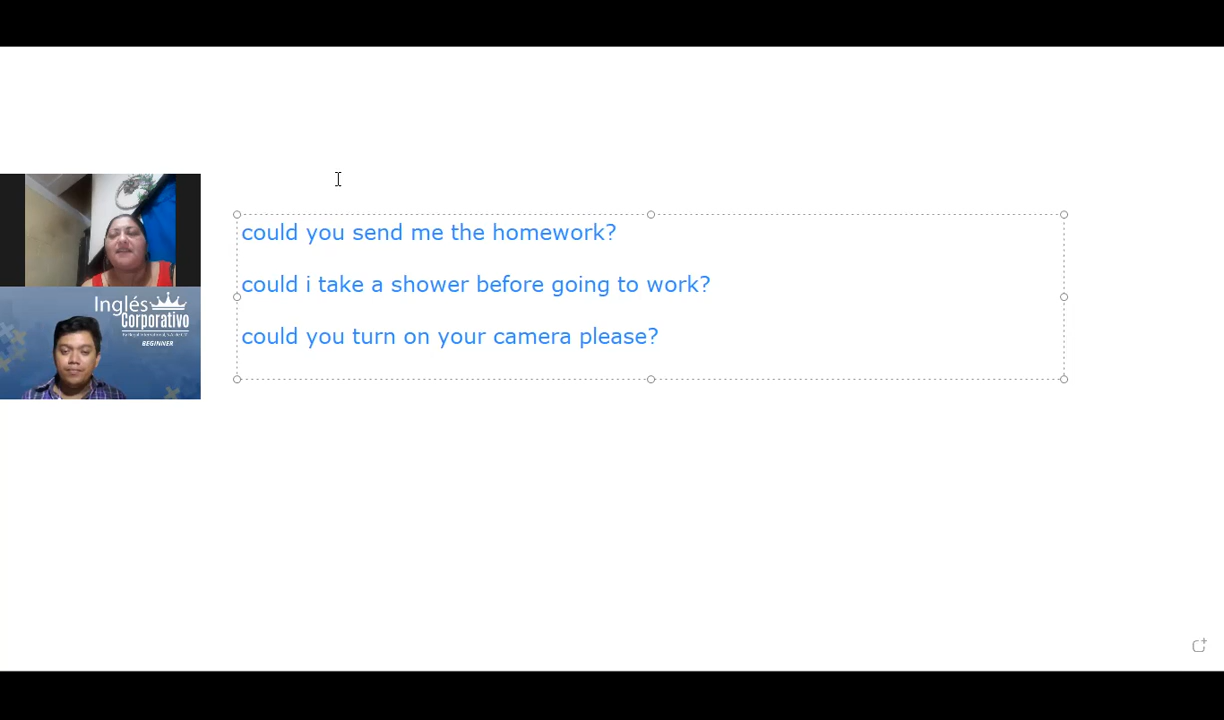 could you send me the homework?
could i take a shower before going to work?
could you turn on your camera please?
Inglés
Corporativo
BEGINNER